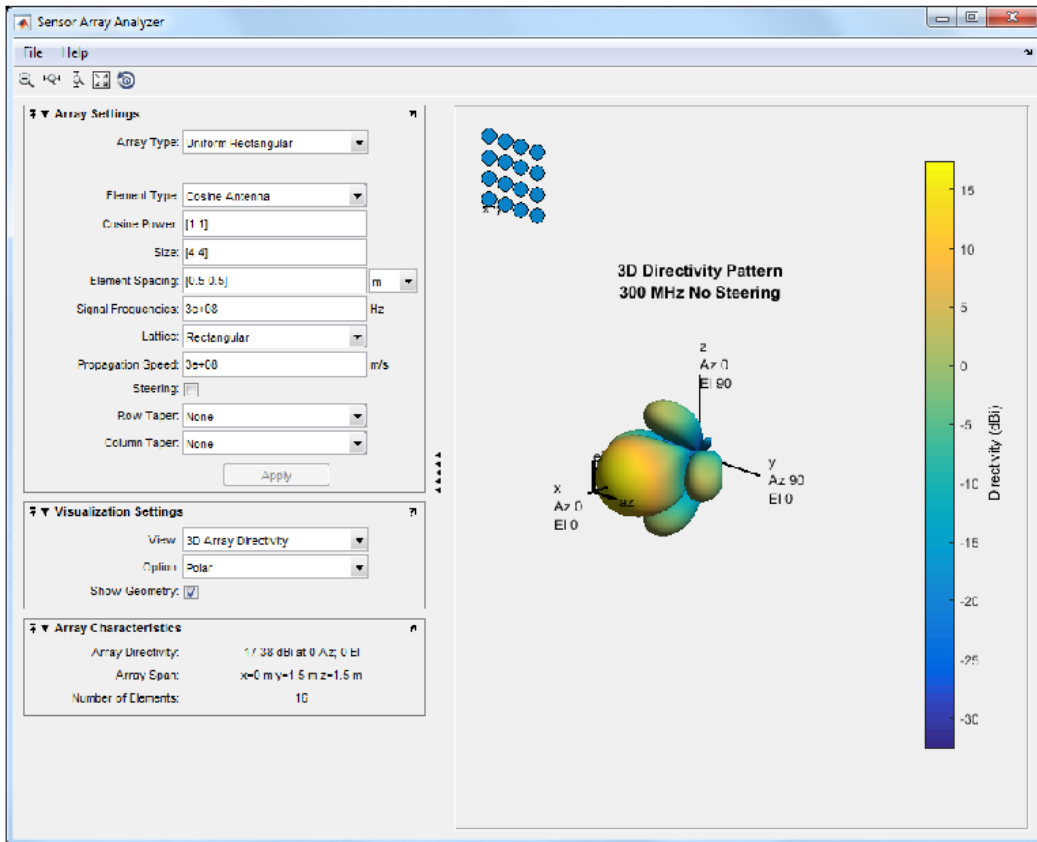 Sensor Array Analyzer
File Help
Array Settings
Array Type: Uniform Rectangular
Element Type: Cosine Antenna
Cosine Power: [1 1]
Size: [4 4]
Element Spacing: [0.5 0.5] m
Signal Frequencies: 3e+08 Hz
Lattice: Rectangular
Propagation Speed: 3e+08 m/s
Steering:
Row Taper: None
Column Taper: None
Apply
Visualization Settings
View: 3D Array Directivity
Option: Polar
Show Geometry:
Array Characteristics
Array Directivity: 17.38 dBi at 0 Az; 0 El
Array Span: x=0 m y=1.5 m z=1.5 m
Number of Elements: 16
3D Directivity Pattern
300 MHz No Steering
z
Az 0
El 90
y
Az 90
El 0
x
Az 0
El 0
az
15
10
5
0
-5
-10
-15
-20
-25
-30
Directivity (dBi)